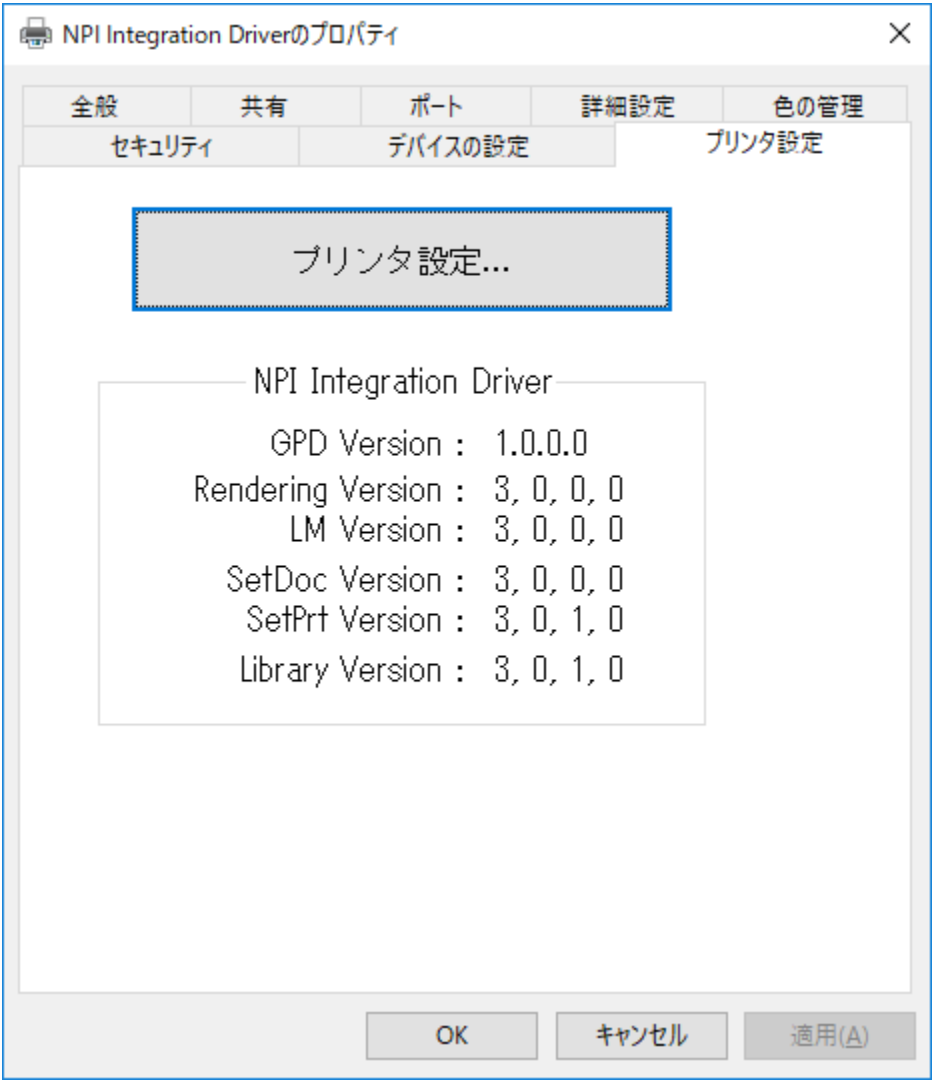 NPI Integration Driverのプロパティ
全般 共有 ポート 詳細設定 色の管理
セキュリティ デバイスの設定 プリンタ設定
プリンタ設定...
NPI Integration Driver
GPD Version : 1.0.0.0
Rendering Version : 3, 0, 0, 0
LM Version : 3, 0, 0, 0
SetDoc Version : 3, 0, 0, 0
SetPrt Version : 3, 0, 1, 0
Library Version : 3, 0, 1, 0
OK キャンセル 適用(A)